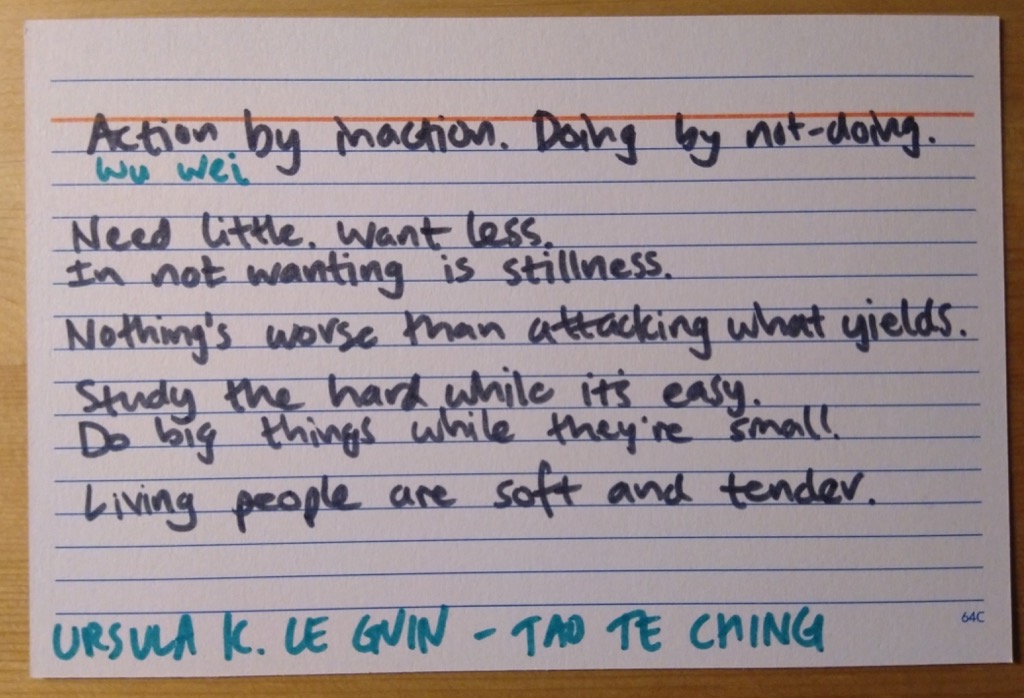 Action by inaction. Doing by not-doing.
wu wei
Need little. want less.
In not wanting is stillness.
Nothing's worse than attacking what yields.
Study the hard while it's easy.
Do big things while they're small.
Living people are soft and tender.
URSULA K. LE GUIN - TAO TE CHING
64C